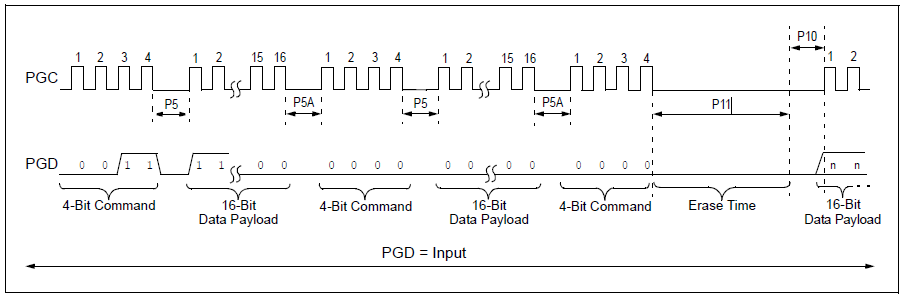 P10
1 2 3 4 1 2 15 16 1 2 3 4 1 2 15 16 1 2 3 4 1 2
PGC
P5 P5A P5 P5A P11
PGD 0 0 1 1 1 1 0 0 0 0 0 0 0 0 0 0 0 0 0 0 n n
4-Bit Command 16-Bit 4-Bit Command 16-Bit 4-Bit Command Erase Time 16-Bit
Data Payload Data Payload Data Payload
PGD = Input